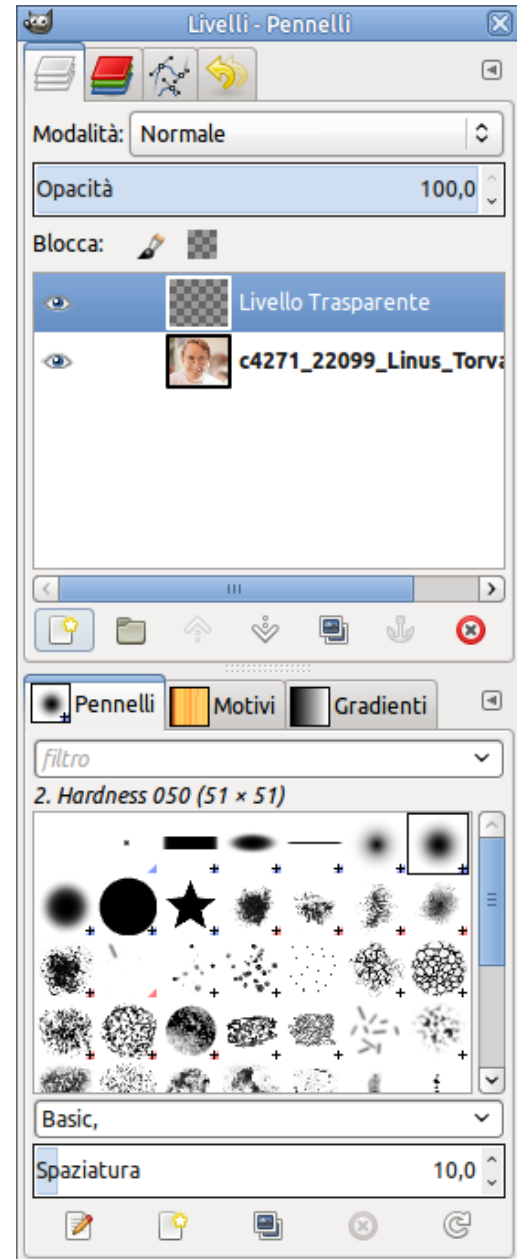 Livelli - Pennelli
Modalità: Normale
Opacità 100,0
Blocca:
Livello Trasparente
c4271_22099_Linus_Torva
Pennelli Motivi Gradienti
filtro
2. Hardness 050 (51 × 51)
Basic,
Spaziatura 10,0